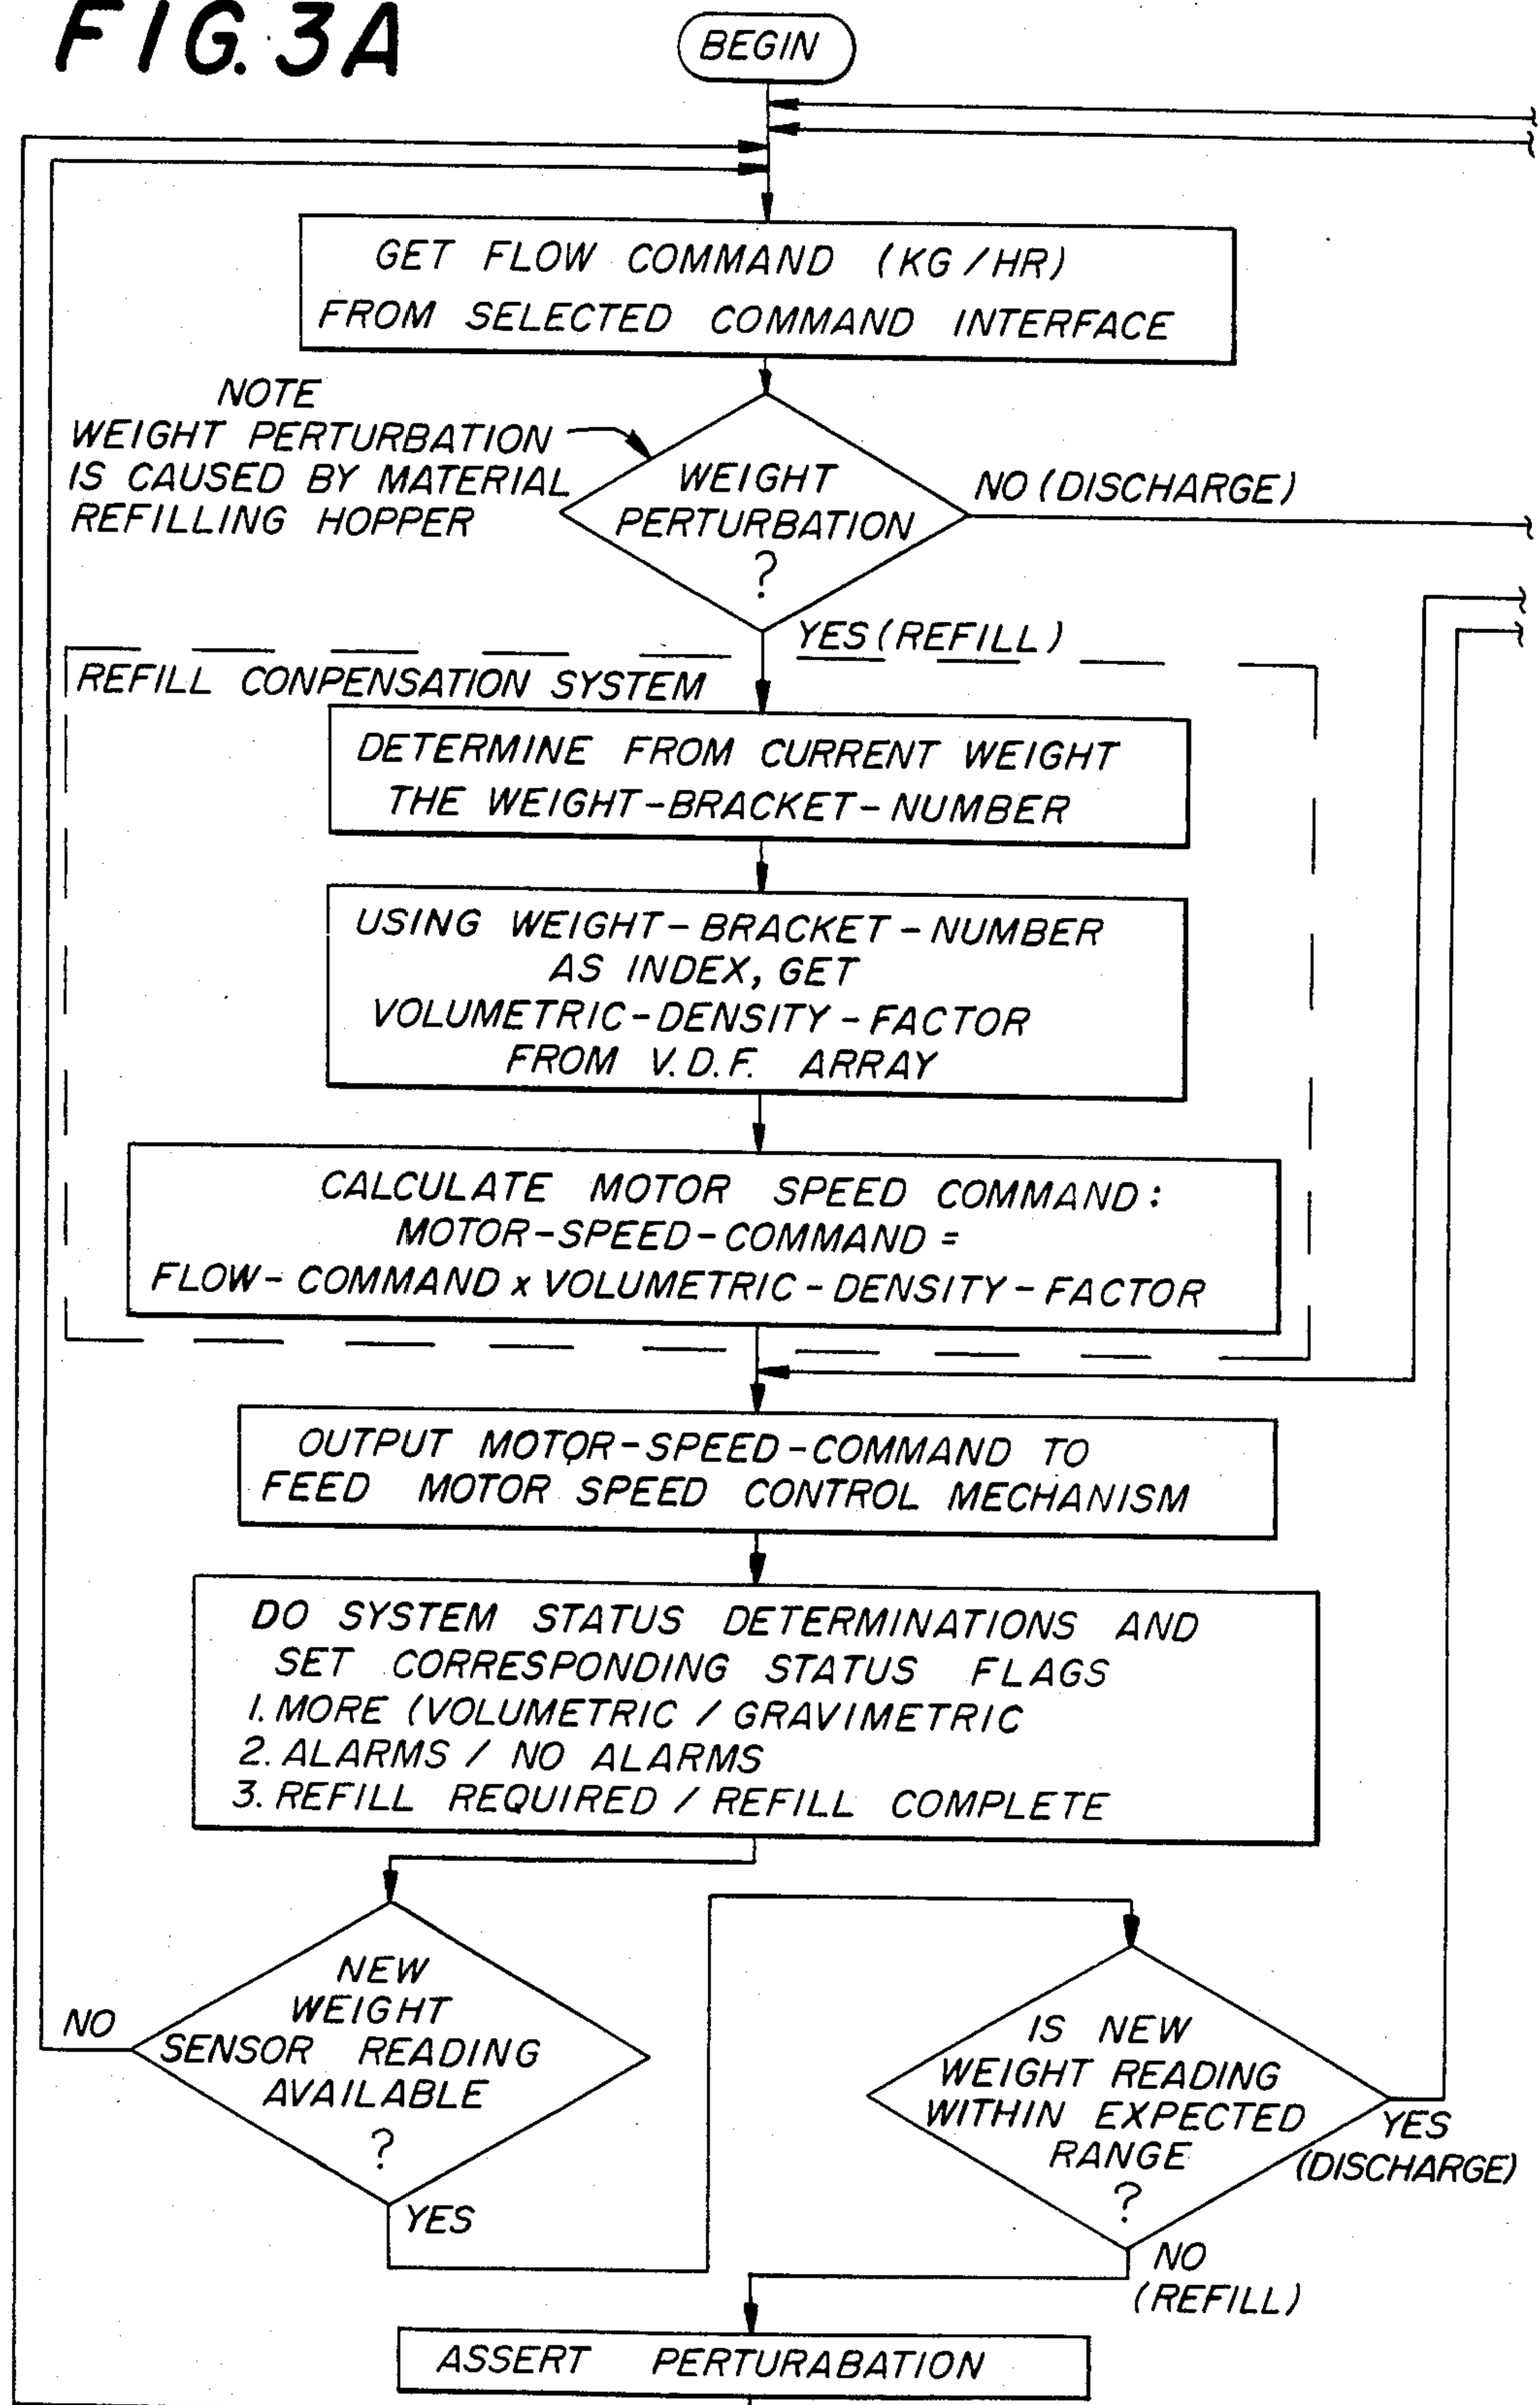 FIG. 3A
BEGIN
GET FLOW COMMAND (KG/HR)
FROM SELECTED COMMAND INTERFACE
NOTE
WEIGHT PERTURBATION
IS CAUSED BY MATERIAL
REFILLING HOPPER
WEIGHT
PERTURBATION
?
NO (DISCHARGE)
YES (REFILL)
REFILL CONPENSATION SYSTEM
DETERMINE FROM CURRENT WEIGHT
THE WEIGHT-BRACKET-NUMBER
USING WEIGHT-BRACKET-NUMBER
AS INDEX, GET
VOLUMETRIC-DENSITY-FACTOR
FROM V.D.F. ARRAY
CALCULATE MOTOR SPEED COMMAND:
MOTOR-SPEED-COMMAND =
FLOW-COMMAND x VOLUMETRIC-DENSITY-FACTOR
OUTPUT MOTOR-SPEED-COMMAND TO
FEED MOTOR SPEED CONTROL MECHANISM
DO SYSTEM STATUS DETERMINATIONS AND
SET CORRESPONDING STATUS FLAGS
1. MORE (VOLUMETRIC / GRAVIMETRIC
2. ALARMS / NO ALARMS
3. REFILL REQUIRED / REFILL COMPLETE
NEW
WEIGHT
SENSOR READING
AVAILABLE
?
NO
YES
IS NEW
WEIGHT READING
WITHIN EXPECTED
RANGE
?
YES
(DISCHARGE)
NO
(REFILL)
ASSERT PERTURABATION